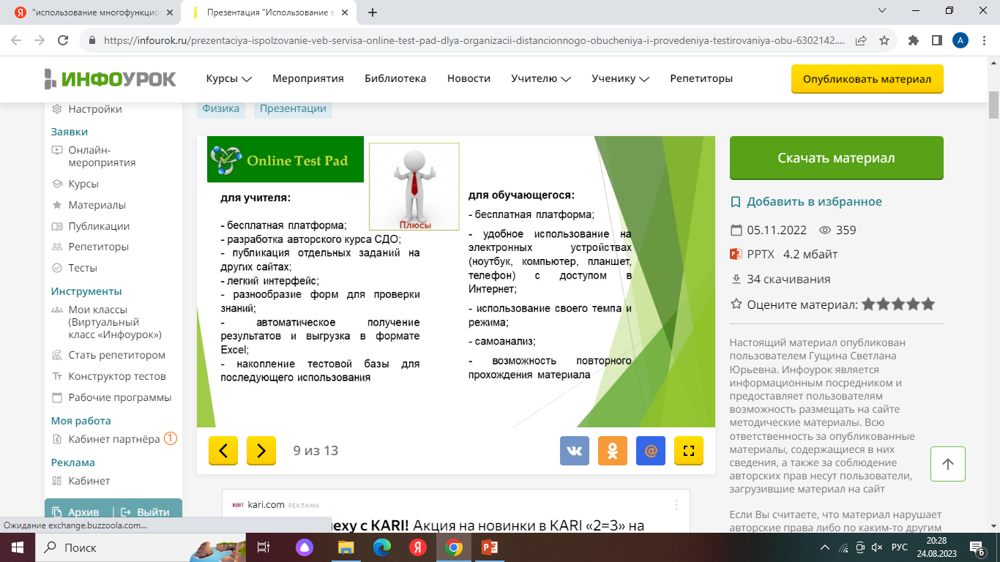 "использование многофункцио
Презентация "Использование в
https://infourok.ru/prezentaciya-ispolzovanie-veb-servisa-online-test-pad-dlya-organizacii-distancionnogo-obucheniya-i-provedeniya-testirovaniya-obu-6302142....
А
ИНФОУРОК
Курсы
Мероприятия
Библиотека
Новости
Учителю
Ученику
Репетиторы
Опубликовать материал
Настройки
Заявки
Онлайн-
мероприятия
Курсы
Материалы
Публикации
Репетиторы
Тесты
Инструменты
Мои классы
(Виртуальный
класс «Инфоурок»)
Стать репетитором
Конструктор тестов
Рабочие программы
Моя работа
Кабинет партнёра 1
Реклама
Кабинет
Архив | Выйти
Физика
Презентации
Online Test Pad
Плюсы
для учителя:
- бесплатная платформа;
- разработка авторского курса СДО;
- публикация отдельных заданий на
других сайтах;
- легкий интерфейс;
- разнообразие форм для проверки
знаний;
- автоматическое получение
результатов и выгрузка в формате
Excel;
- накопление тестовой базы для
последующего использования
для обучающегося:
- бесплатная платформа;
- удобное использование на
электронных устройствах
(ноутбук, компьютер, планшет,
телефон) с доступом в
Интернет;
- использование своего темпа и
режима;
- самоанализ;
- возможность повторного
прохождения материала
9 из 13
kari.com РЕКЛАМА
еху с KARI! Акция на новинки в KARI «2=3» на
Скачать материал
Добавить в избранное
05.11.2022 359
PPTX 4.2 мбайт
34 скачивания
Оцените материал:
Настоящий материал опубликован
пользователем Гущина Светлана
Юрьевна. Инфоурок является
информационным посредником и
предоставляет пользователям
возможность размещать на сайте
методические материалы. Всю
ответственность за опубликованные
материалы, содержащиеся в них
сведения, а также за соблюдение
авторских прав несут пользователи,
загрузившие материал на сайт
Если Вы считаете, что материал нарушает
авторские права либо по каким-то другим
Ожидание exchange.buzzoola.com...
Поиск
РУС
20:28
24.08.2023
6